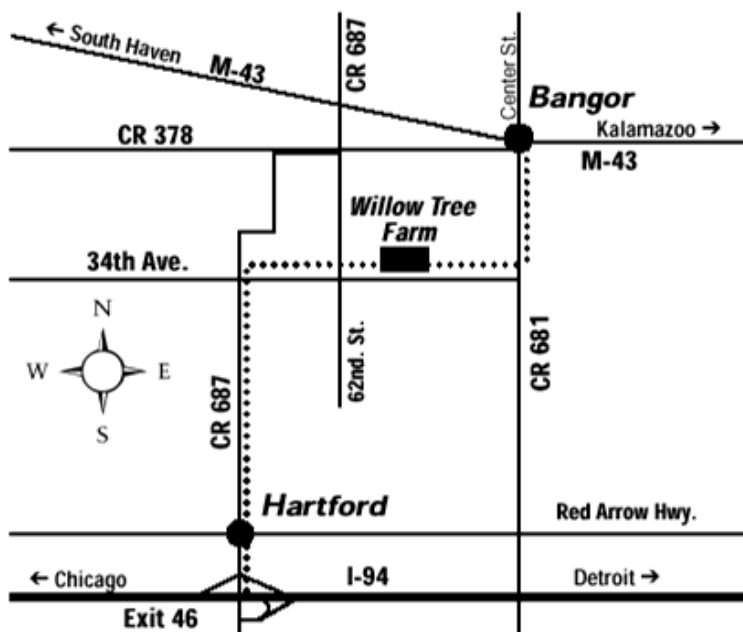 ← South Haven
M-43
CR 687
Center St.
Bangor
CR 378
Kalamazoo →
M-43
Willow Tree
Farm
34th Ave.
N
W E
S
CR 687
62nd. St.
CR 681
Hartford
Red Arrow Hwy.
← Chicago
I-94
Detroit →
Exit 46